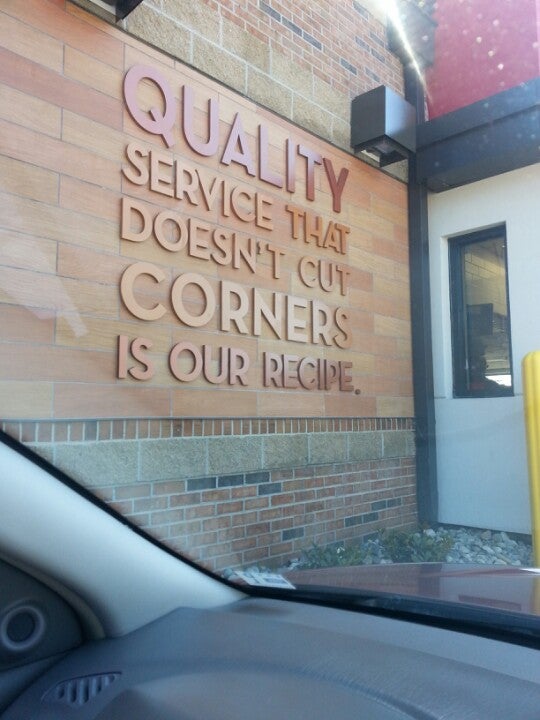 QUALITY
SERVICE THAT
DOESN'T CUT
CORNERS
IS OUR RECIPE.